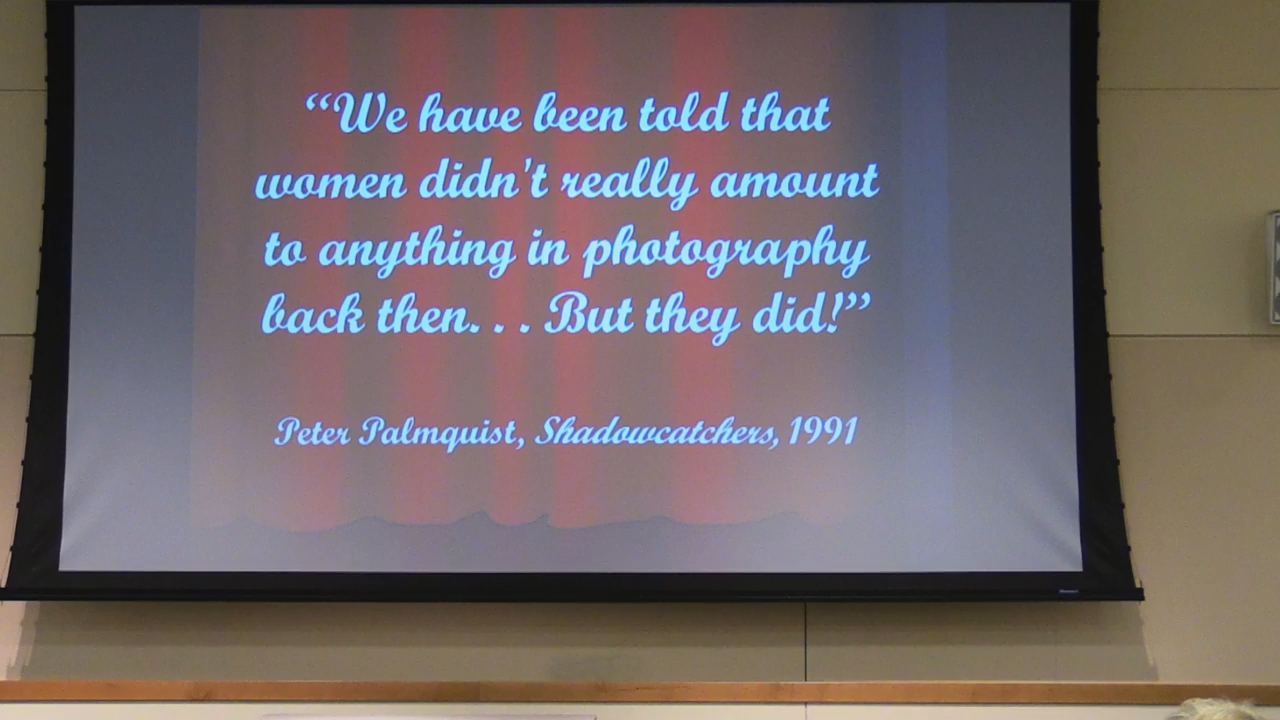 “We have been told that
women didn't really amount
to anything in photography
back then. . . But they did!”
Peter Palmquist, Shadowcatchers, 1991